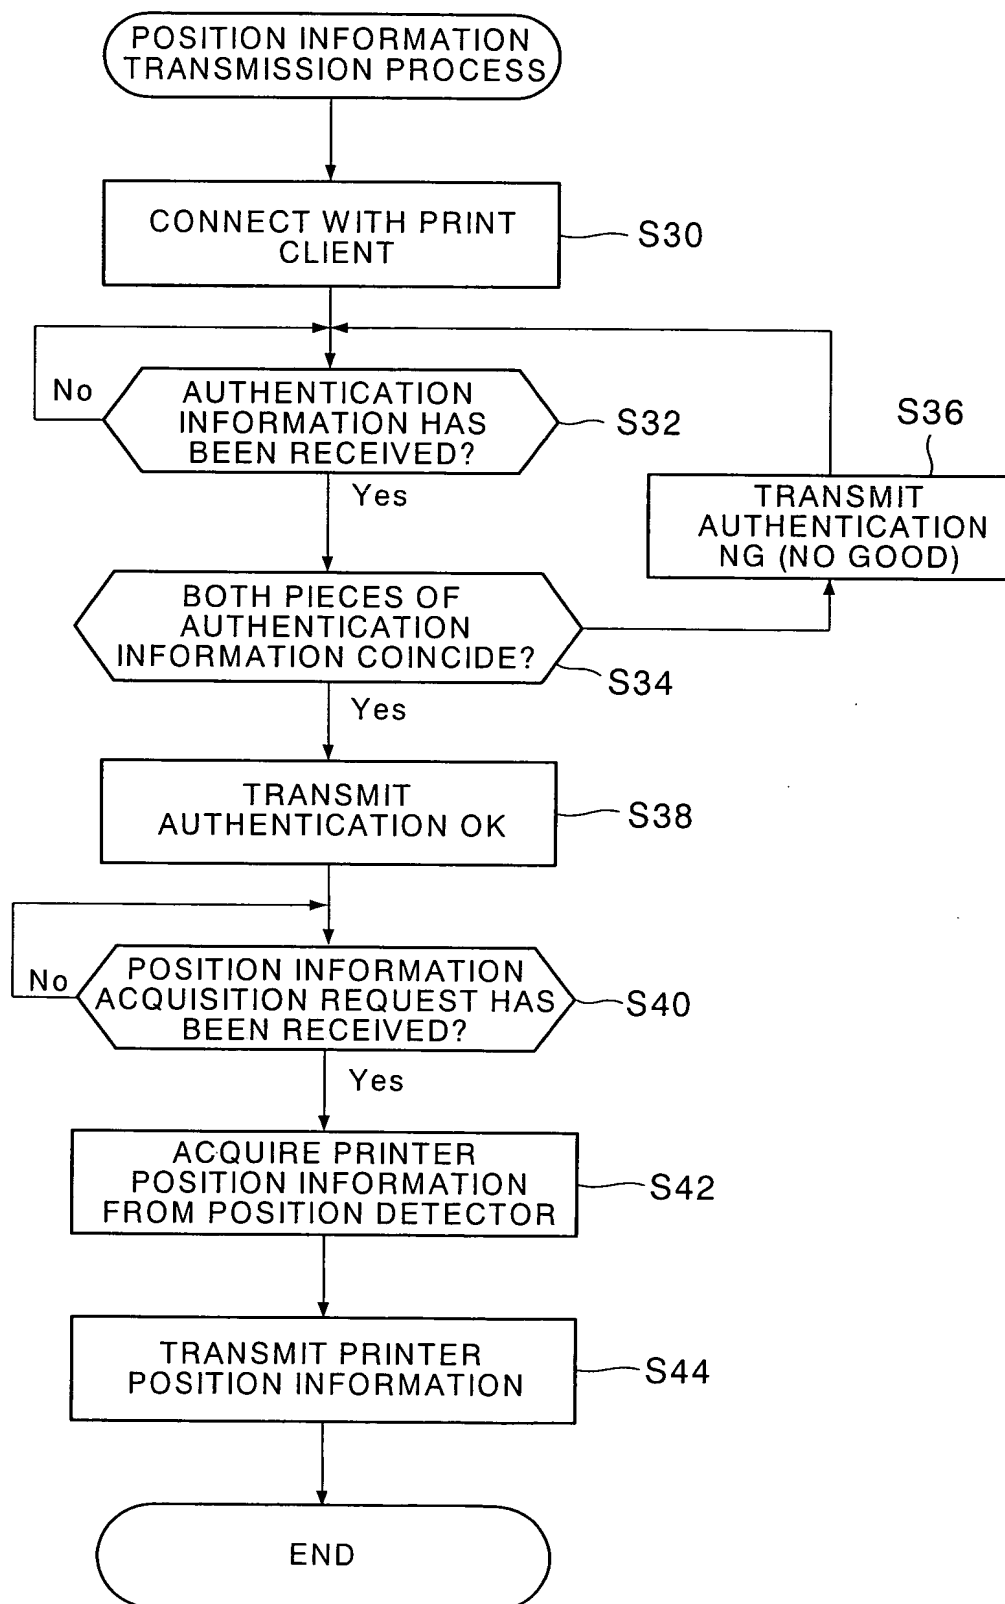 POSITION INFORMATION
TRANSMISSION PROCESS
CONNECT WITH PRINT
CLIENT
S30
No
AUTHENTICATION
INFORMATION HAS
BEEN RECEIVED?
S32
S36
Yes
TRANSMIT
AUTHENTICATION
NG (NO GOOD)
BOTH PIECES OF
AUTHENTICATION
INFORMATION COINCIDE?
S34
Yes
TRANSMIT
AUTHENTICATION OK
S38
No
POSITION INFORMATION
ACQUISITION REQUEST HAS
BEEN RECEIVED?
S40
Yes
ACQUIRE PRINTER
POSITION INFORMATION
FROM POSITION DETECTOR
S42
TRANSMIT PRINTER
POSITION INFORMATION
S44
END